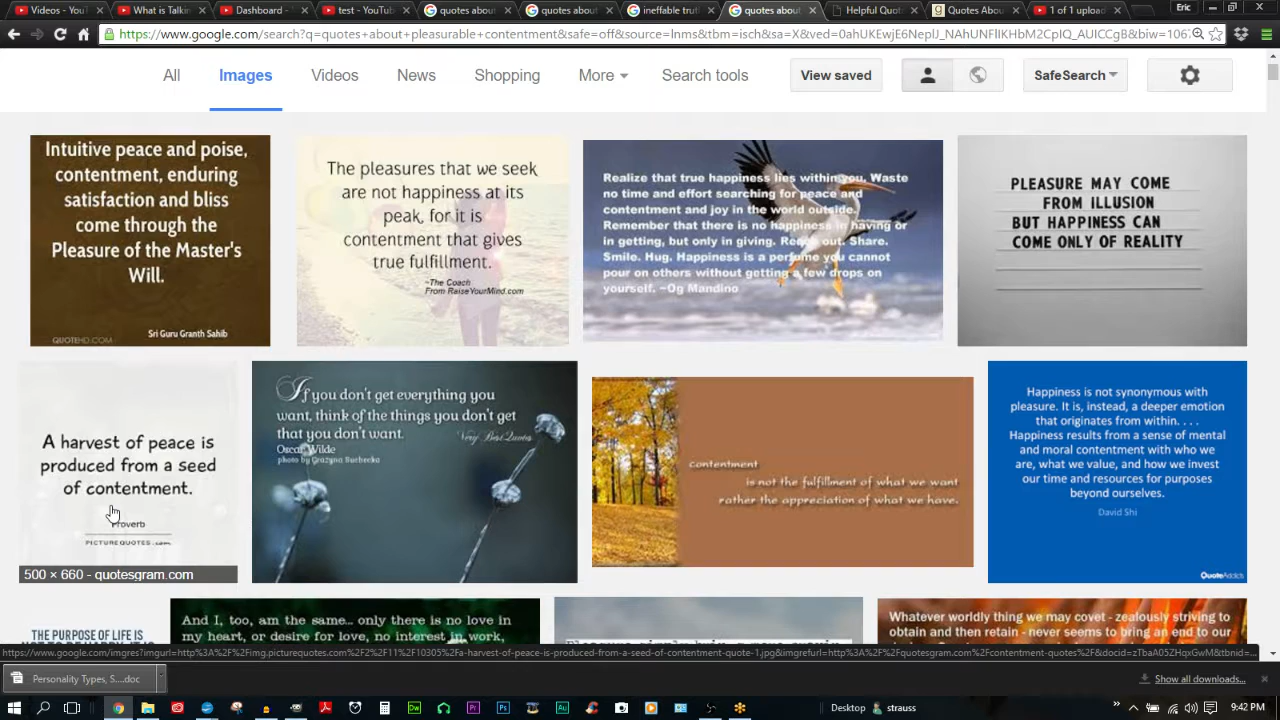 Videos - YouTu
What is Talkin
Dashboard -
test - YouTub
quotes about
quotes about
ineffable truth
quotes about
Helpful Quot
Quotes Abou
1 of 1 upload
Eric
https://www.google.com/search?q=quotes+about+pleasurable+contentment&safe=off&source=lnms&tbm=isch&sa=X&ved=
All
Images
Videos
News
Shopping
More
Search tools
View saved
SafeSearch
Intuitive peace and poise,
contentment, enduring
satisfaction and bliss
come through the
Pleasure of the Master's
Will.
Sri Guru Granth Sahib
QUOTEHD.COM
The pleasures that we seek
are not happiness at its
peak, for it is
contentment that gives
true fulfillment.
~The Coach
From RaiseYourMind.com
Realize that true happiness lies within you. Waste
no time and effort searching for peace and
contentment and joy in the world outside.
Remember that there is no happiness in having or
in getting, but only in giving. Reach out. Share.
Smile. Hug. Happiness is a perfume you cannot
pour on others without getting a few drops on
yourself. ~Og Mandino
PLEASURE MAY COME
FROM ILLUSION
BUT HAPPINESS CAN
COME ONLY OF REALITY
A harvest of peace is
produced from a seed
of contentment.
Proverb
PICTUREQUOTES.com
500 × 660 - quotesgram.com
If you don't get everything you
want, think of the things you don't get
that you don't want.
Very Best Quotes
Oscar Wilde
photo by Grażyna Burbecka
contentment
is not the fulfillment of what we want
rather the appreciation of what we have.
Happiness is not synonymous with
pleasure. It is, instead, a deeper emotion
that originates from within. . . .
Happiness results from a sense of mental
and moral contentment with who we
are, what we value, and how we invest
our time and resources for purposes
beyond ourselves.
David Shi
QuoteAddicts
THE PURPOSE OF LIFE IS
And I, too, am the same... only there is no love in
my heart, or desire for love, no interest in work,
Whatever worldly thing we may covet - zealously striving to
obtain and then retain - never seems to bring an end to our
Personality Types, S....doc
Show all downloads...
Desktop
strauss
9:42 PM